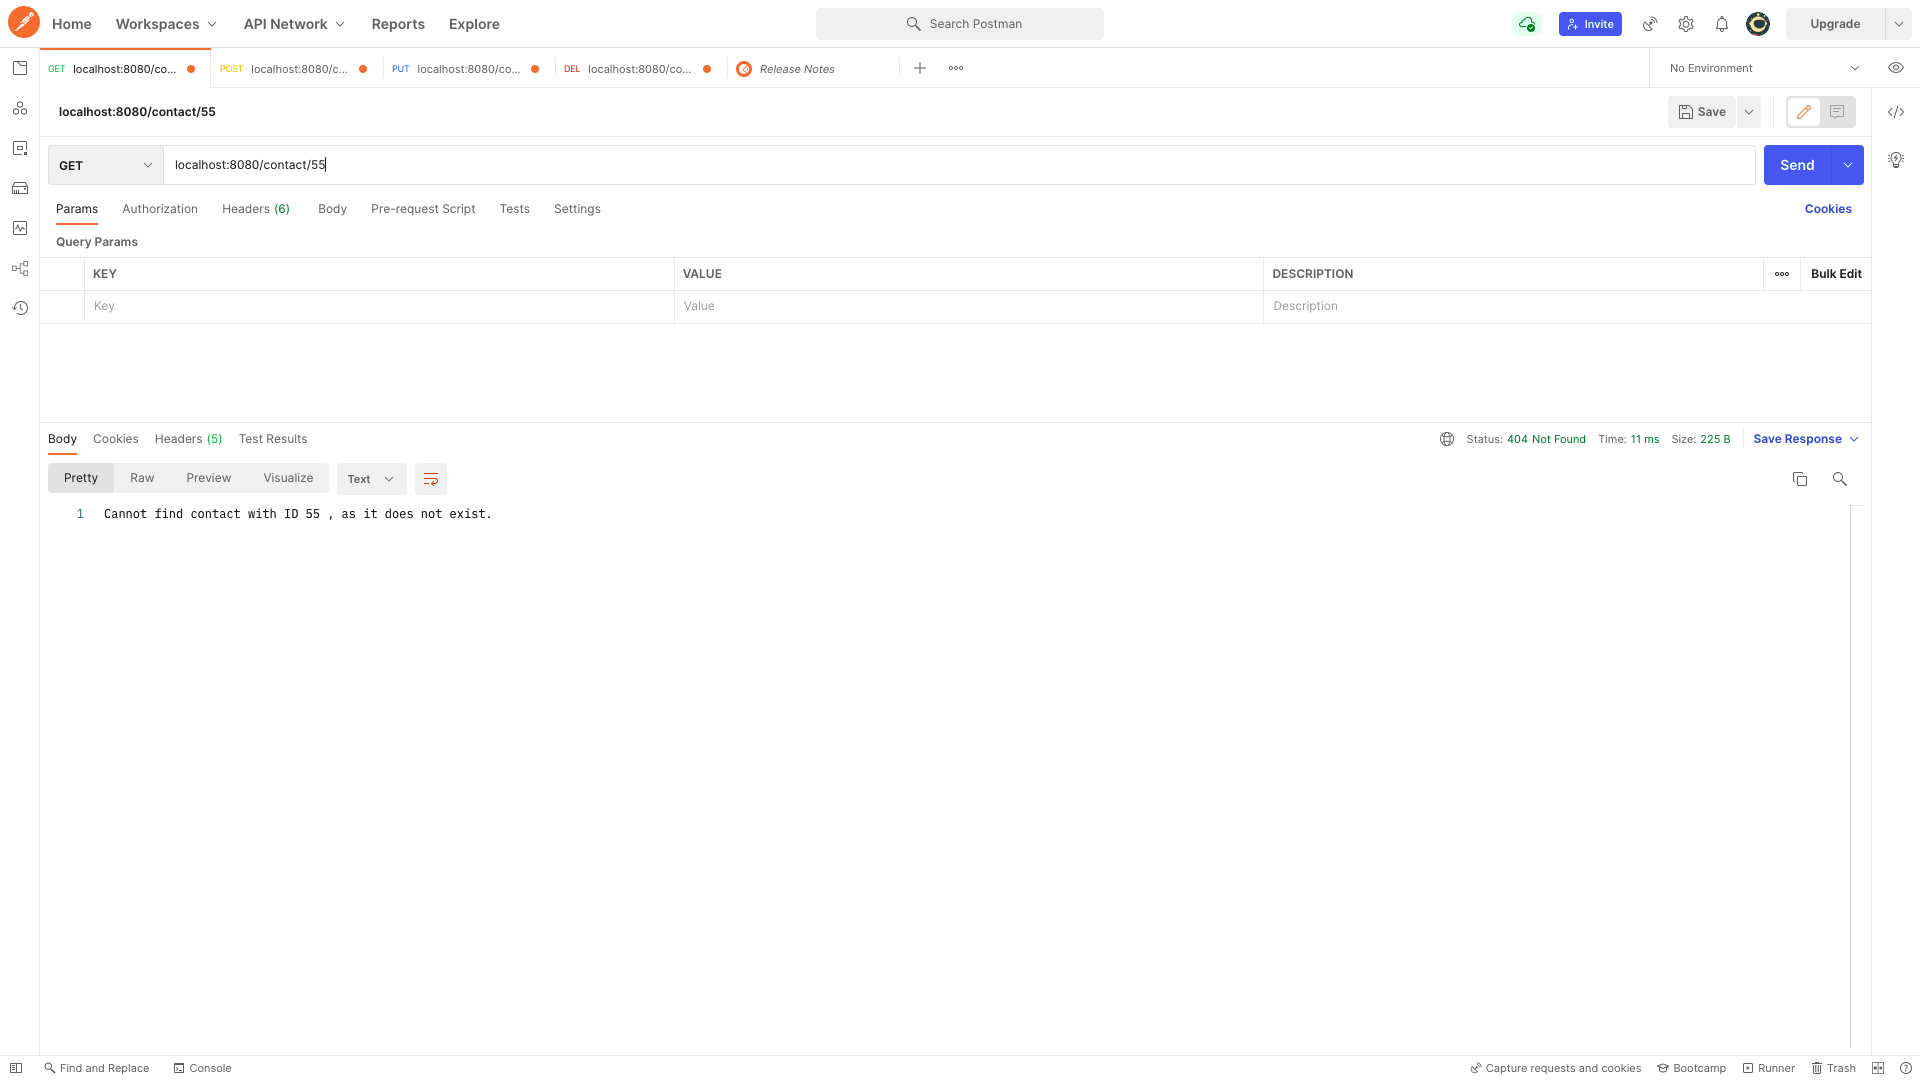 Home Workspaces API Network Reports Explore Search Postman Invite Upgrade
GET localhost:8080/co... POST localhost:8080/c... PUT localhost:8080/co... DEL localhost:8080/co... Release Notes No Environment
localhost:8080/contact/55 Save
GET localhost:8080/contact/55 Send
Params Authorization Headers (6) Body Pre-request Script Tests Settings Cookies
Query Params
KEY VALUE DESCRIPTION Bulk Edit
Key Value Description
Body Cookies Headers (5) Test Results Status: 404 Not Found Time: 11 ms Size: 225 B Save Response
Pretty Raw Preview Visualize Text
1 Cannot find contact with ID 55 , as it does not exist.
Find and Replace Console Capture requests and cookies Bootcamp Runner Trash